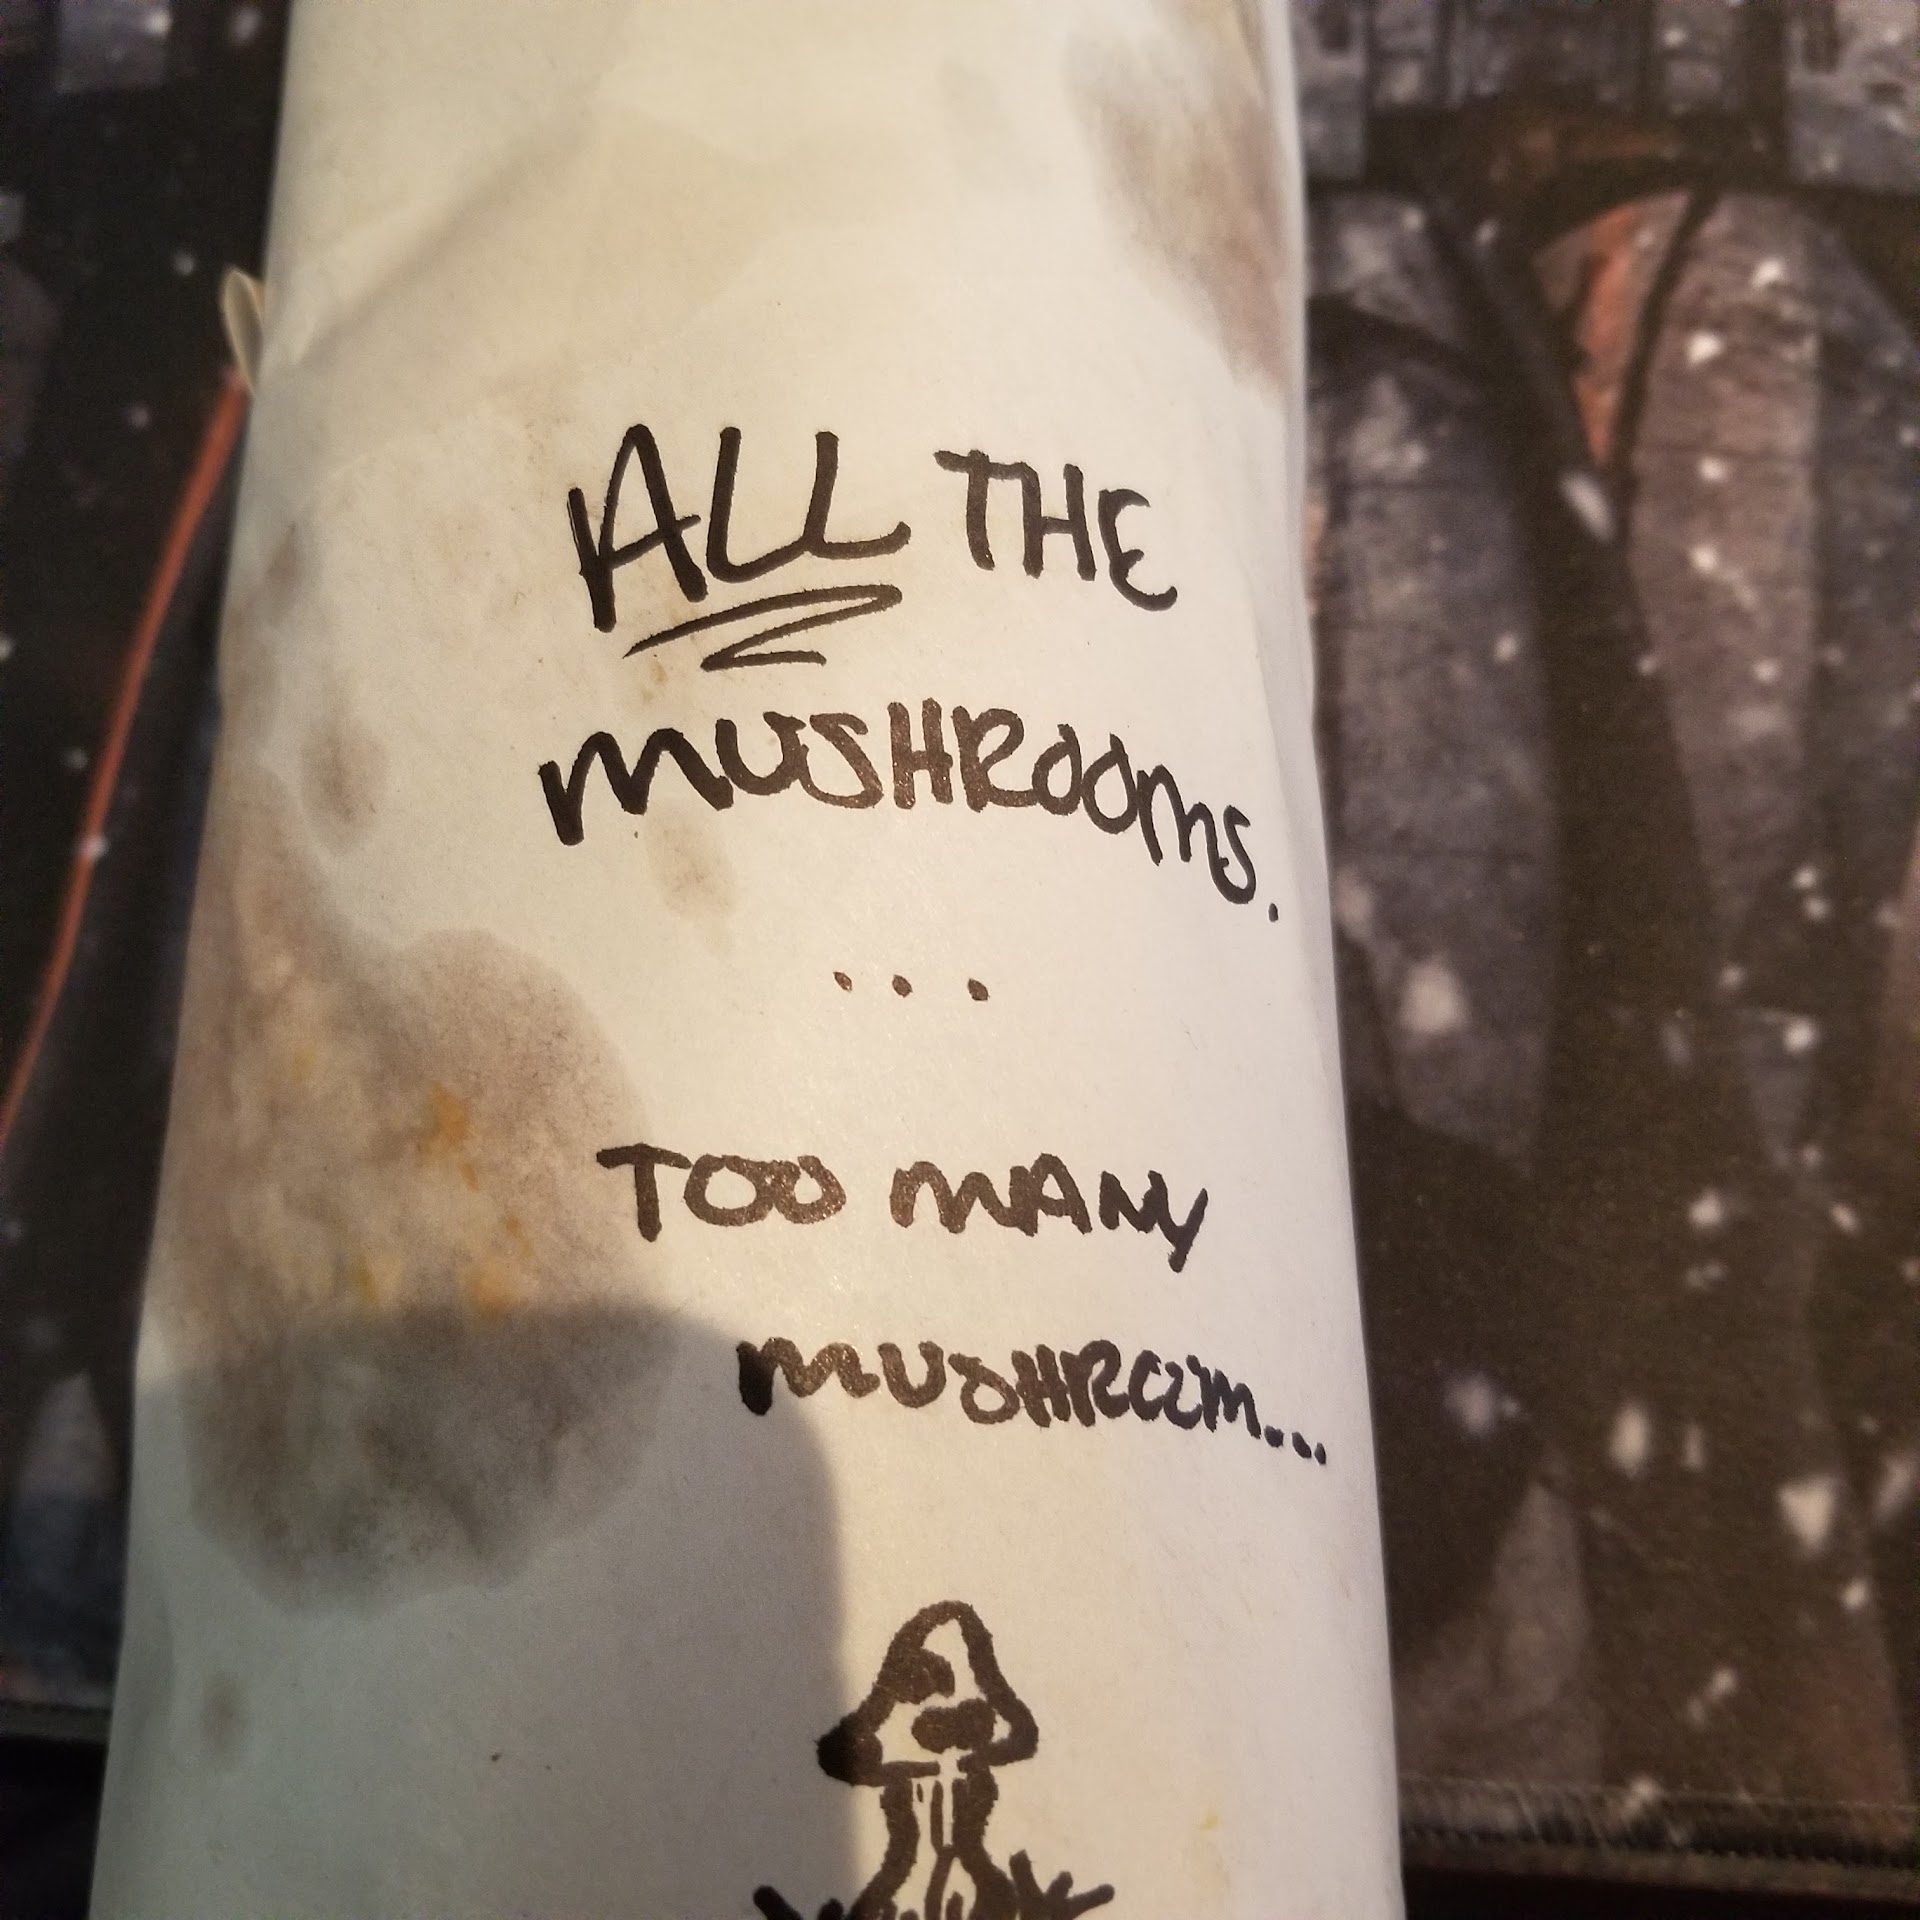 ALL THE
MUSHROOMS.
...
TOO MANY
MUSHROOM...